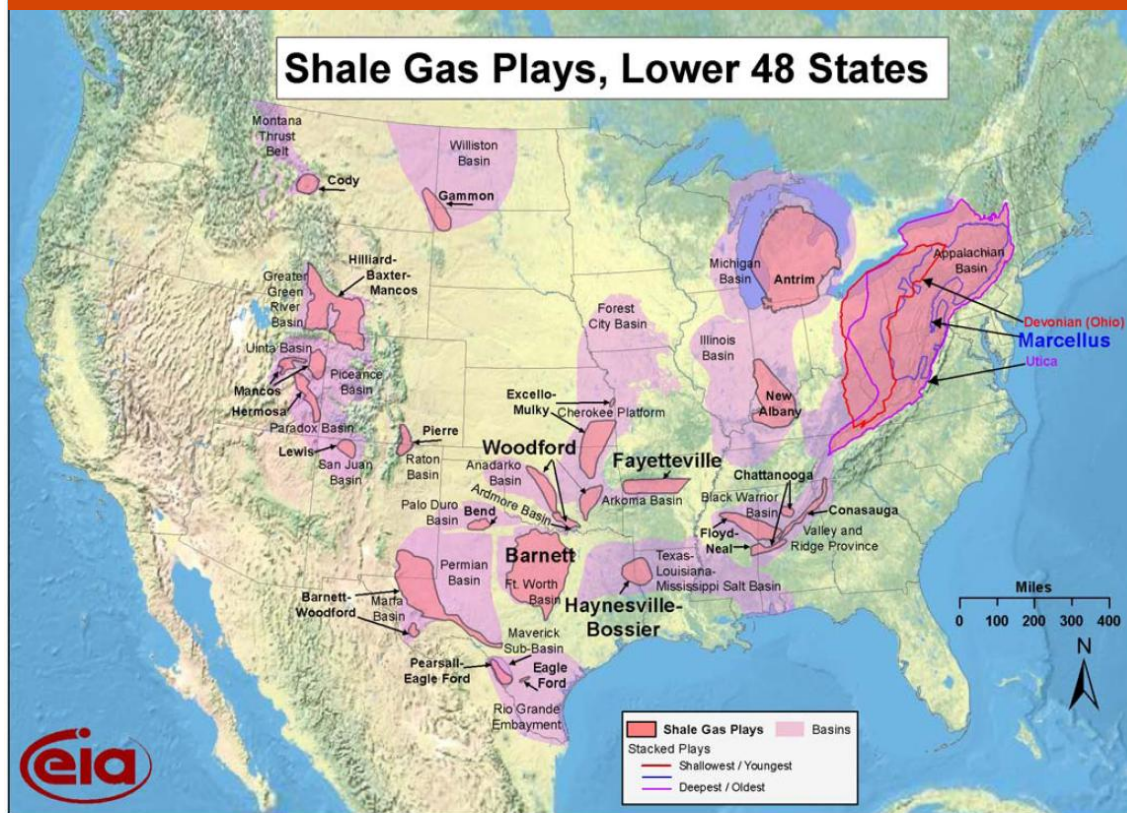 Shale Gas Plays, Lower 48 States
Montana
Thrust
Belt
Cody
Williston
Basin
Gammon
Hilliard-
Baxter-
Mancos
Greater
Green
River
Basin
Uinta Basin
Mancos
Piceance
Basin
Hermosa
Paradox Basin
Lewis
San Juan
Basin
Pierre
Raton
Basin
Michigan
Basin
Antrim
Appalachian
Basin
Devonian (Ohio)
Marcellus
Utica
Forest
City Basin
Illinois
Basin
New
Albany
Excello-
Mulky
Cherokee Platform
Woodford
Anadarko
Basin
Ardmore Basin
Fayetteville
Arkoma Basin
Palo Duro
Basin
Bend
Chattanooga
Black Warrior
Basin
Conasauga
Floyd-
Neal
Valley and
Ridge Province
Barnett
Ft. Worth
Basin
Permian
Basin
Barnett-
Woodford
Marfa
Basin
Texas-
Louisiana-
Mississippi Salt Basin
Haynesville-
Bossier
Maverick
Sub-Basin
Pearsall-
Eagle Ford
Eagle
Ford
Rio Grande
Embayment
Miles
0 100 200 300 400
N
Shale Gas Plays
Basins
Stacked Plays
Shallowest / Youngest
Deepest / Oldest
eia